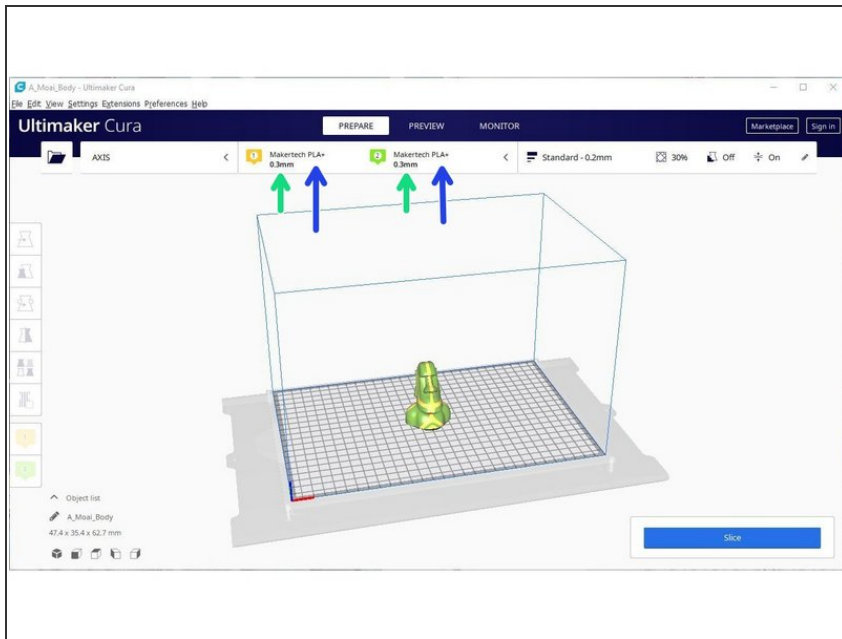 A_Moai_Body - Ultimaker Cura
File Edit View Settings Extensions Preferences Help
Ultimaker Cura
PREPARE
PREVIEW
MONITOR
Marketplace
Sign in
AXIS
1
Makertech PLA+
0.3mm
2
Makertech PLA+
0.3mm
Standard - 0.2mm
30%
Off
On
Object list
A_Moai_Body
47.4 x 35.4 x 62.7 mm
Slice